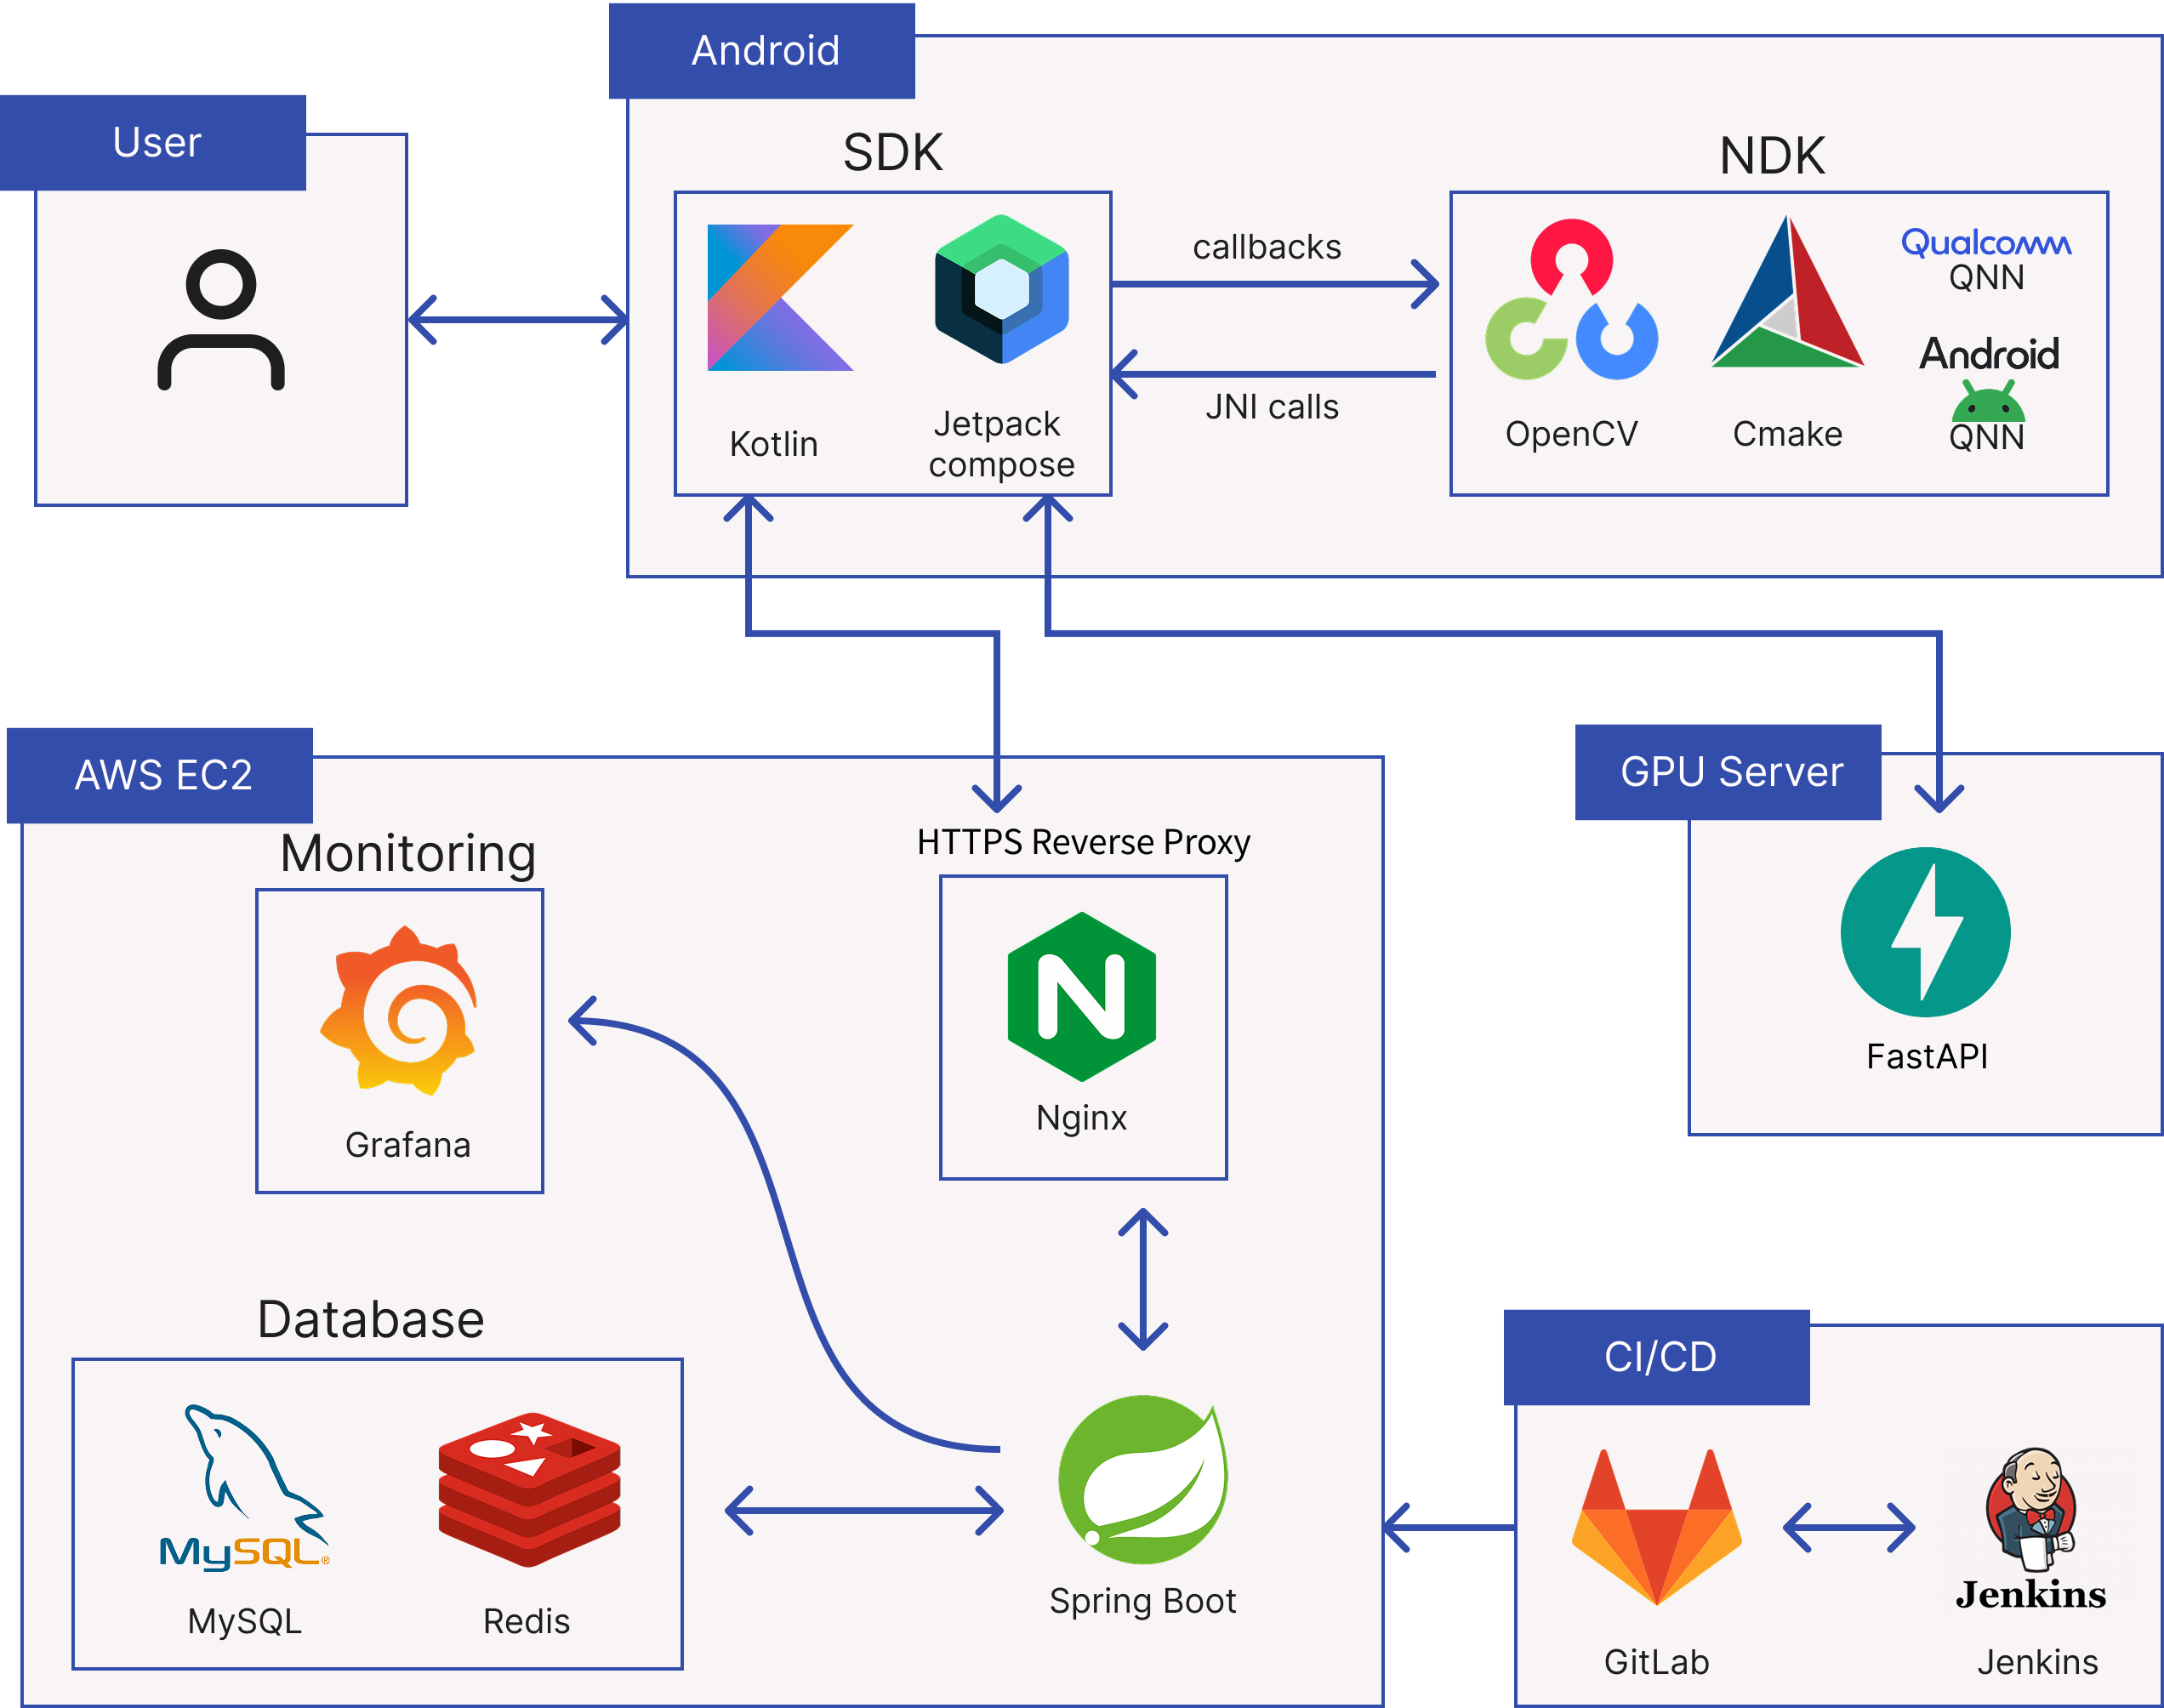 Android
User
SDK
NDK
callbacks
JNI calls
Kotlin
Jetpack
compose
OpenCV
Cmake
Qualcomm
QNN
Android
QNN
AWS EC2
Monitoring
Grafana
HTTPS Reverse Proxy
Nginx
GPU Server
FastAPI
Database
MySQL®
MySQL
Redis
Spring Boot
CI/CD
GitLab
Jenkins
Jenkins